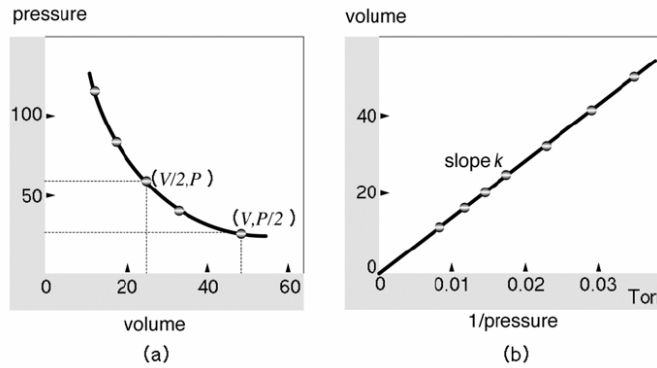 pressure
100
50
(V/2,P )
(V,P/2 )
0
20
40
60
volume
(a)
volume
40
20
0
slope k
0
0.01
0.02
0.03
Torr
1/pressure
(b)